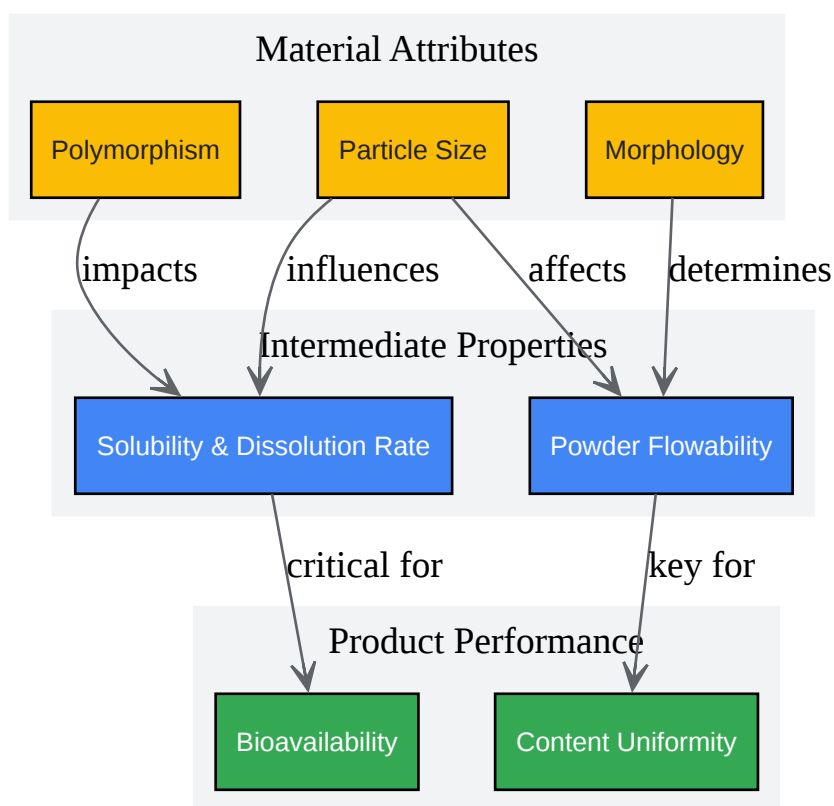 Material Attributes
Polymorphism
Particle Size
Morphology
impacts
influences
affects
determines
Intermediate Properties
Solubility & Dissolution Rate
Powder Flowability
critical for
key for
Product Performance
Bioavailability
Content Uniformity